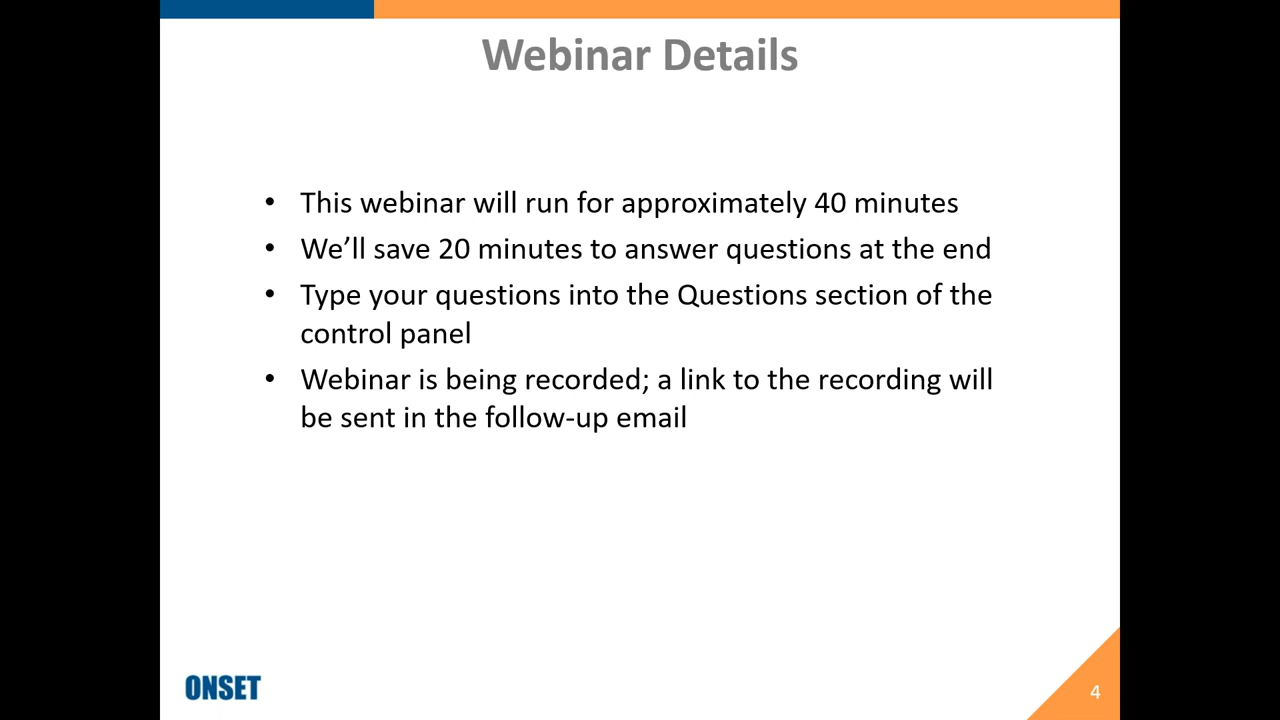 Webinar Details
• This webinar will run for approximately 40 minutes
• We’ll save 20 minutes to answer questions at the end
• Type your questions into the Questions section of the
control panel
• Webinar is being recorded; a link to the recording will
be sent in the follow-up email
ONSET
4